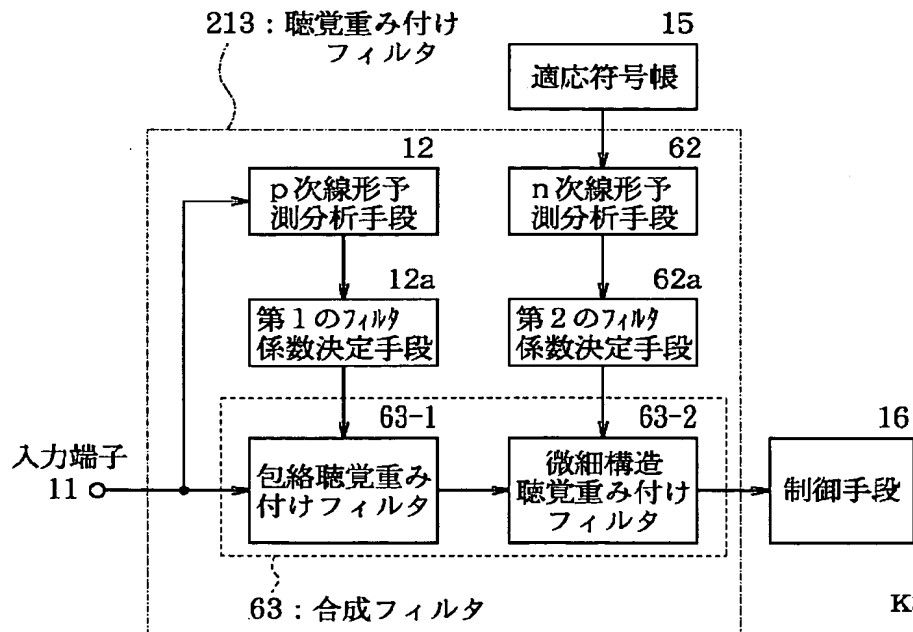 213:聴覚重み付け
フィルタ
15
適応符号帳
12
62
p次線形予
測分析手段
n次線形予
測分析手段
12a
62a
第1のフィルタ
係数決定手段
第2のフィルタ
係数決定手段
63-1
63-2
16
入力端子
11
包絡聴覚重み
付けフィルタ
微細構造
聴覚重み付け
フィルタ
制御手段
63:合成フィルタ
K